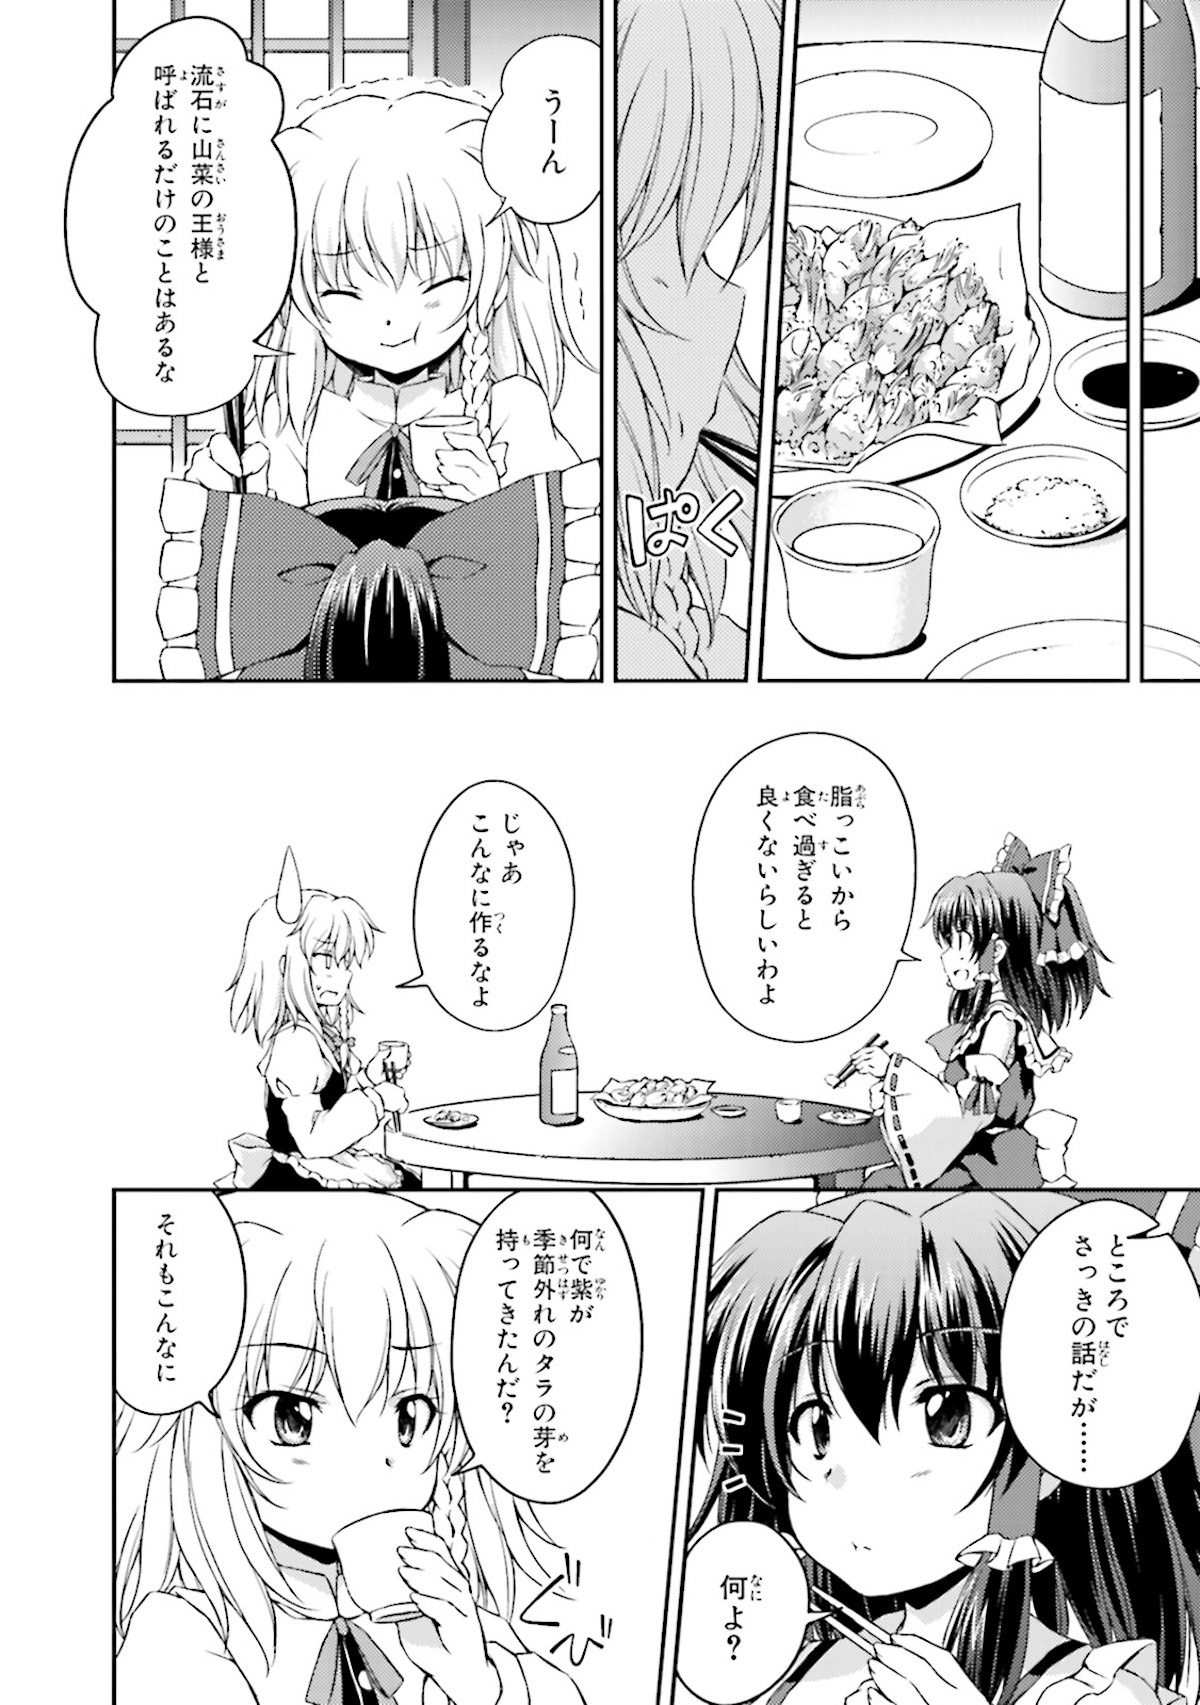 ぱく
うーん
流石に山菜の王様と
呼ばれるだけのことはあるな
脂っこいから
食べ過ぎると
良くないらしいわよ
じゃあ
こんなに作るなよ
ところで
さっきの話だが……
何よ?
何で紫が
季節外れのタラの芽を
持ってきたんだ?
それもこんなに
ぐび